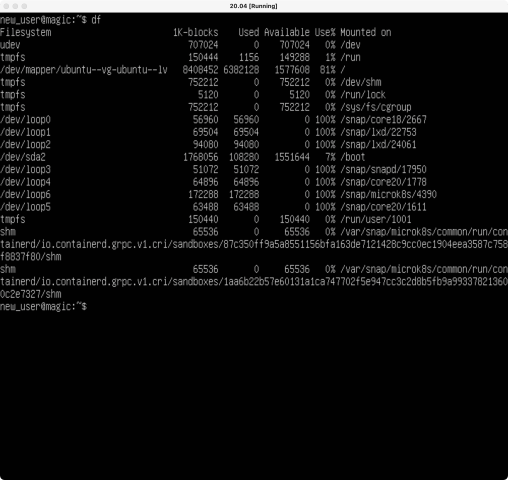 20.04 [Running]
new_user@magic:~$ df
Filesystem 1K-blocks Used Available Use% Mounted on
udev 707024 0 707024 0% /dev
tmpfs 150444 1156 149288 1% /run
/dev/mapper/ubuntu--vg-ubuntu--lv 8408452 6382128 1577608 81% /
tmpfs 752212 0 752212 0% /dev/shm
tmpfs 5120 0 5120 0% /run/lock
tmpfs 752212 0 752212 0% /sys/fs/cgroup
/dev/loop0 56960 56960 0 100% /snap/core18/2667
/dev/loop1 69504 69504 0 100% /snap/lxd/22753
/dev/loop2 94080 94080 0 100% /snap/lxd/24061
/dev/sda2 1768056 108280 1551644 7% /boot
/dev/loop3 51072 51072 0 100% /snap/snapd/17950
/dev/loop4 64896 64896 0 100% /snap/core20/1778
/dev/loop6 172288 172288 0 100% /snap/microk8s/4390
/dev/loop5 63488 63488 0 100% /snap/core20/1611
tmpfs 150440 0 150440 0% /run/user/1001
shm 65536 0 65536 0% /var/snap/microk8s/common/run/con
tainerd/io.containerd.grpc.v1.cri/sandboxes/87c350ff9a5a8551156bfa163de7121428c9cc0ec1904eea3587c758
f8837f80/shm
shm 65536 0 65536 0% /var/snap/microk8s/common/run/con
tainerd/io.containerd.grpc.v1.cri/sandboxes/1aa6b22b57e60131a1ca747702f5e947cc3c2d8b5fb9a99337821360
0c2e7327/shm
new_user@magic:~$